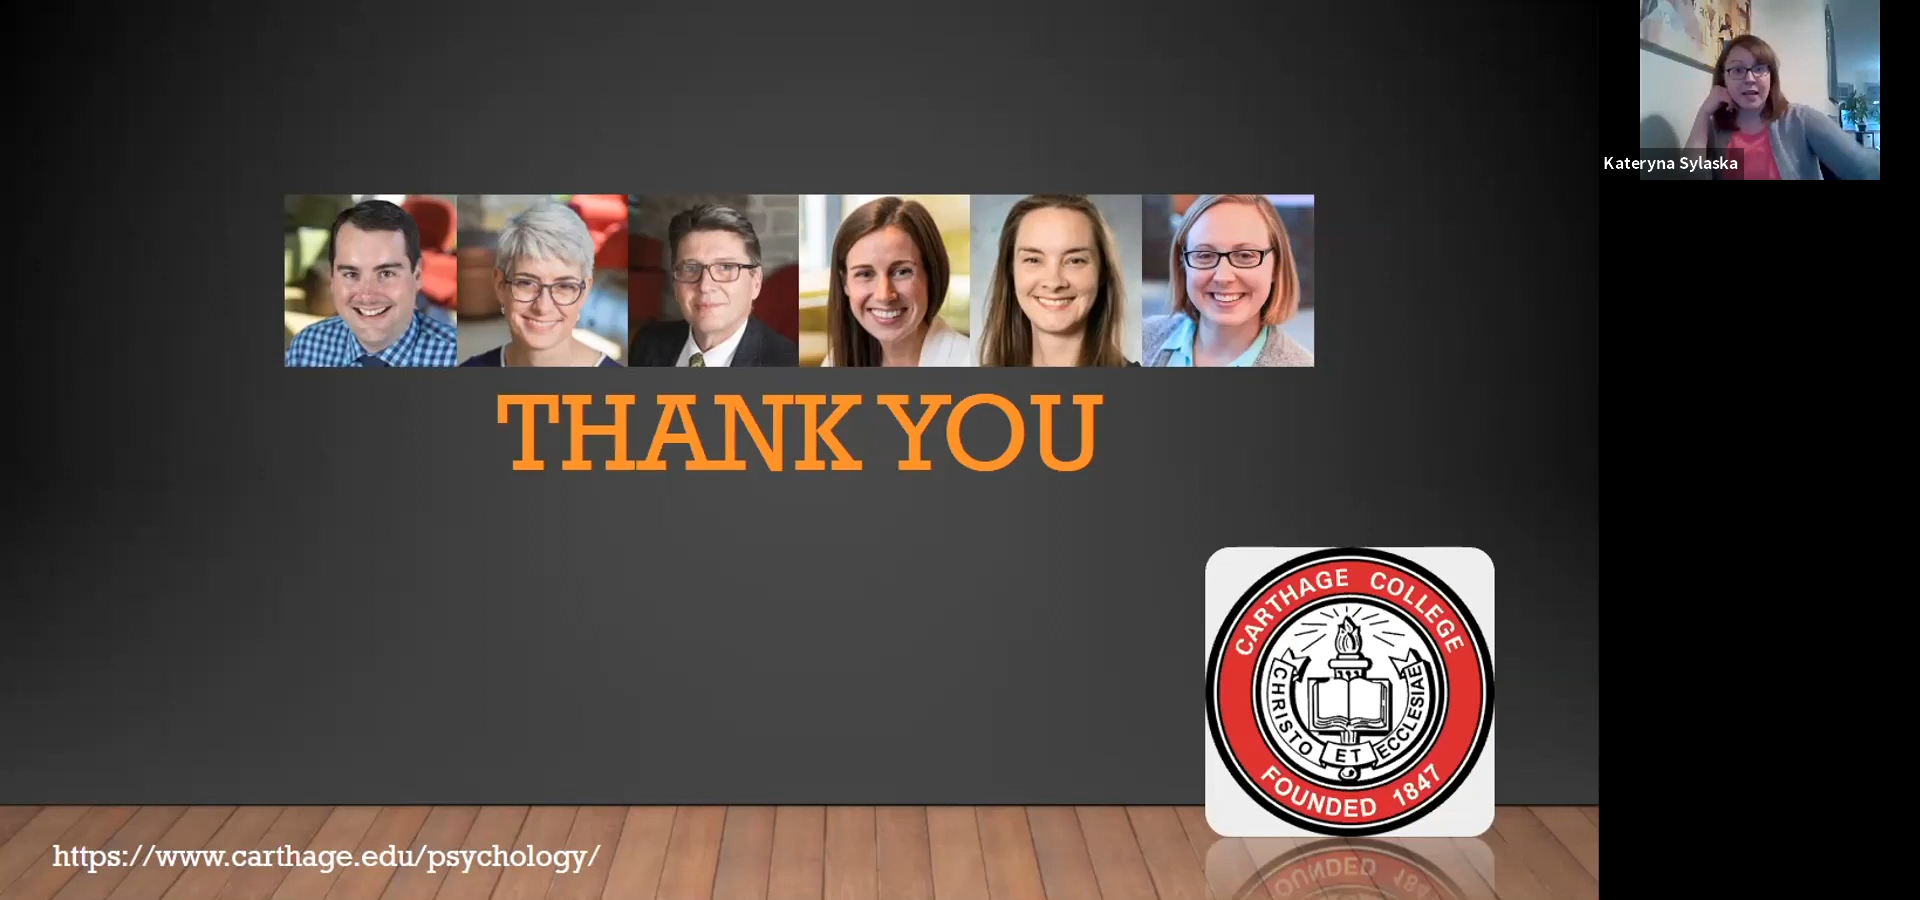 Kateryna Sylaska
THANK YOU
CARTHAGE COLLEGE
CHRISTO ET ECCLESIAE
FOUNDED 1847
https://www.carthage.edu/psychology/